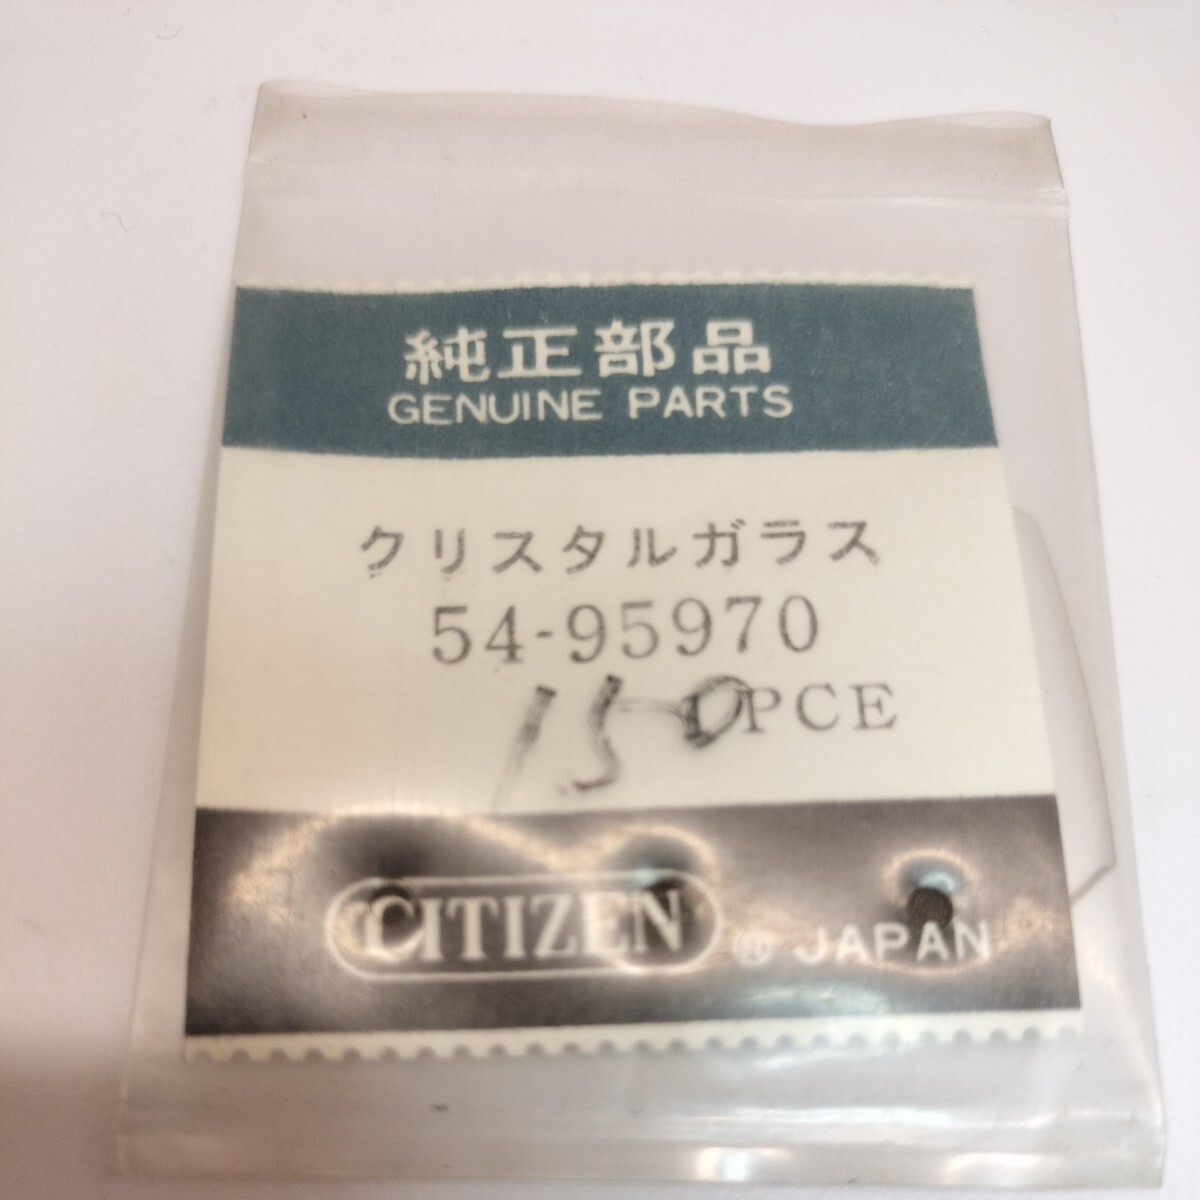 純正部品
GENUINE PARTS
クリスタルガラス
54-95970
1 PCE
150
CITIZEN JAPAN